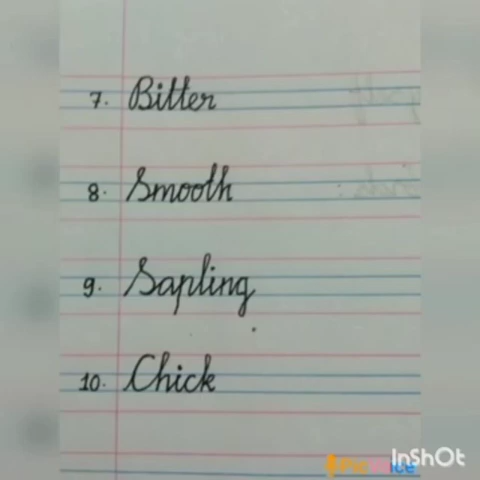 7. Bitter
8. Smooth
9. Sapling
10. Chick
InShOt